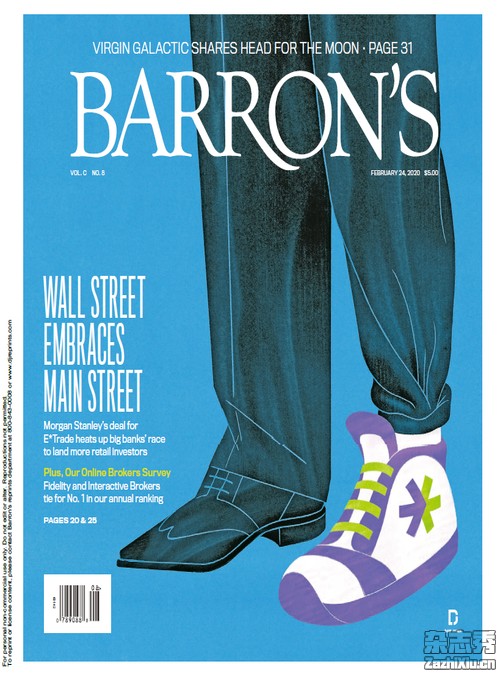 VIRGIN GALACTIC SHARES HEAD FOR THE MOON · PAGE 31
BARRON'S
VOL. C NO. 8
FEBRUARY 24, 2020 $5.00
WALL STREET
EMBRACES
MAIN STREET
Morgan Stanley's deal for
E*Trade heats up big banks' race
to land more retail investors
Plus, Our Online Brokers Survey
Fidelity and Interactive Brokers
tie for No. 1 in our annual ranking
PAGES 20 & 25
For personal non-commercial use only. Do not edit or alter. Reproductions not permitted.
To reprint or license content, please contact Barron's reprints department at 800-843-0008 or www.djreprints.com
08
D
杂志秀
ZaZhiXiu.cn